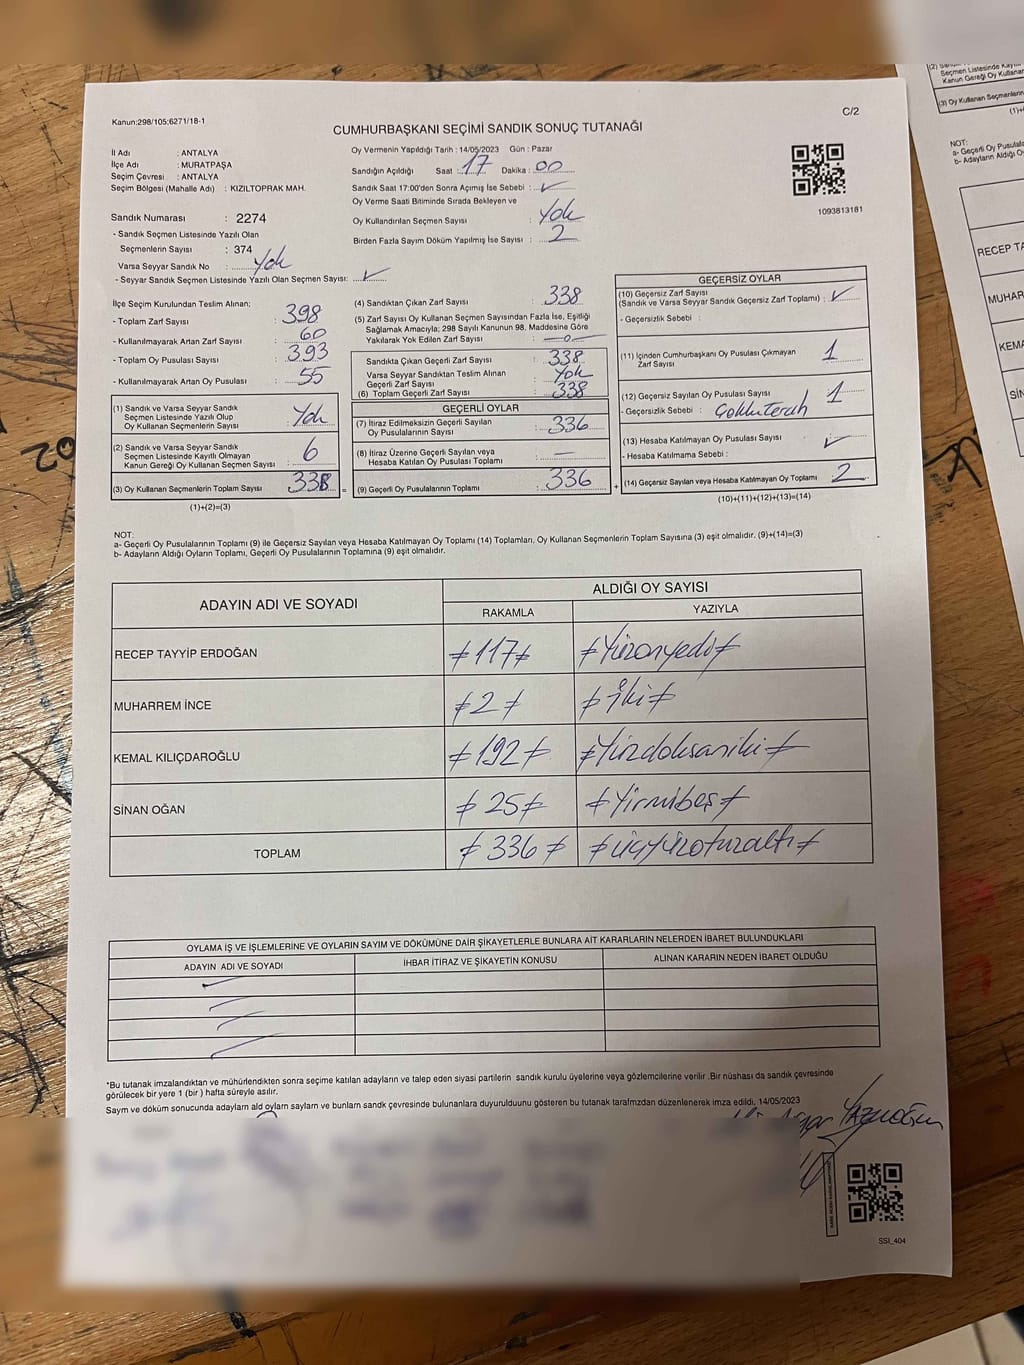 C/2
Kanun:298/105:6271/18-1
CUMHURBAŞKANI SEÇİMİ SANDIK SONUÇ TUTANAĞI
İl Adı : ANTALYA
İlçe Adı : MURATPAŞA
Seçim Çevresi : ANTALYA
Seçim Bölgesi (Mahalle Adı) : KIZILTOPRAK MAH.
Sandık Numarası : 2274
- Sandık Seçmen Listesinde Yazılı Olan
Seçmenlerin Sayısı : 374
Varsa Seyyar Sandık No : Yok
- Seyyar Sandık Seçmen Listesinde Yazılı Olan Seçmen Sayısı:
Oy Vermenin Yapıldığı Tarih : 14/05/2023 Gün : Pazar
Sandığın Açıldığı Saat : 17 Dakika : 00
Sandık Saat 17:00'den Sonra Açımış İse Sebebi :
Oy Verme Saati Bitiminde Sırada Bekleyen ve
Oy Kullandırılan Seçmen Sayısı : Yok
Birden Fazla Sayım Döküm Yapılmış İse Sayısı : 2
1093813181
İlçe Seçim Kurulundan Teslim Alınan;
- Toplam Zarf Sayısı : 398
- Kullanılmayarak Artan Zarf Sayısı : 60
- Toplam Oy Pusulası Sayısı : 393
- Kullanılmayarak Artan Oy Pusulası : 55
(1) Sandık ve Varsa Seyyar Sandık
Seçmen Listesinde Yazılı Olup
Oy Kullanan Seçmenlerin Sayısı : Yok
(2) Sandık ve Varsa Seyyar Sandık
Seçmen Listesinde Kayıtlı Olmayan
Kanun Gereği Oy Kullanan Seçmen Sayısı : 6
(3) Oy Kullanan Seçmenlerin Toplam Sayısı : 338 =
(1)+(2)=(3)
(4) Sandıktan Çıkan Zarf Sayısı : 338
(5) Zarf Sayısı Oy Kullanan Seçmen Sayısından Fazla İse, Eşitliği
Sağlamak Amacıyla; 298 Sayılı Kanunun 98. Maddesine Göre
Yakılarak Yok Edilen Zarf Sayısı : -0-
Sandıkta Çıkan Geçerli Zarf Sayısı : 338
Varsa Seyyar Sandıktan Teslim Alınan
Geçerli Zarf Sayısı : Yok
(6) Toplam Geçerli Zarf Sayısı : 338
GEÇERLİ OYLAR
(7) İtiraz Edilmeksizin Geçerli Sayılan
Oy Pusulalarının Sayısı : 336
(8) İtiraz Üzerine Geçerli Sayılan veya
Hesaba Katılan Oy Pusulası Toplamı : —
(9) Geçerli Oy Pusulalarının Toplamı : 336 +
GEÇERSİZ OYLAR
(10) Geçersiz Zarf Sayısı
(Sandık ve Varsa Seyyar Sandık Geçersiz Zarf Toplamı) :
- Geçersizlik Sebebi :
(11) İçinden Cumhurbaşkanı Oy Pusulası Çıkmayan
Zarf Sayısı : 1
(12) Geçersiz Sayılan Oy Pusulası Sayısı : 1
- Geçersizlik Sebebi : Çoklu tercih
(13) Hesaba Katılmayan Oy Pusulası Sayısı :
- Hesaba Katılmama Sebebi :
(14) Geçersiz Sayılan veya Hesaba Katılmayan Oy Toplamı : 2
(10)+(11)+(12)+(13)=(14)
NOT:
a- Geçerli Oy Pusulalarının Toplamı (9) ile Geçersiz Sayılan veya Hesaba Katılmayan Oy Toplamı (14) Toplamları, Oy Kullanan Seçmenlerin Toplam Sayısına (3) eşit olmalıdır. (9)+(14)=(3)
b- Adayların Aldığı Oyların Toplamı, Geçerli Oy Pusulalarının Toplamına (9) eşit olmalıdır.
ADAYIN ADI VE SOYADI ALDIĞI OY SAYISI
RAKAMLA YAZIYLA
RECEP TAYYİP ERDOĞAN ≠117≠ ≠Yüzonyedi≠
MUHARREM İNCE ≠2≠ ≠İki≠
KEMAL KILIÇDAROĞLU ≠192≠ ≠Yüzdoksaniki≠
SİNAN OĞAN ≠25≠ ≠Yirmibeş≠
TOPLAM ≠336≠ ≠üçyüzotuzaltı≠
OYLAMA İŞ VE İŞLEMLERİNE VE OYLARIN SAYIM VE DÖKÜMÜNE DAİR ŞİKAYETLERLE BUNLARA AİT KARARLARIN NELERDEN İBARET BULUNDUKLARI
ADAYIN ADI VE SOYADI İHBAR İTİRAZ VE ŞİKAYETİN KONUSU ALINAN KARARIN NEDEN İBARET OLDUĞU
*Bu tutanak imzalandıktan ve mühürlendikten sonra seçime katılan adayların ve talep eden siyasi partilerin sandık kurulu üyelerine veya gözlemcilerine verilir .Bir nüshası da sandık çevresinde
görülecek bir yere 1 (bir ) hafta süreyle asılır.
Sayım ve döküm sonucunda adayların ald oyların sayların ve bunların sandk çevresinde bulunanlara duyurulduunu gösteren bu tutanak tarafmzdan düzenlenerek imza edildi. 14/05/2023
SSI_404
NOT:
RECEP TA
MUHAR
KEMA
SİN